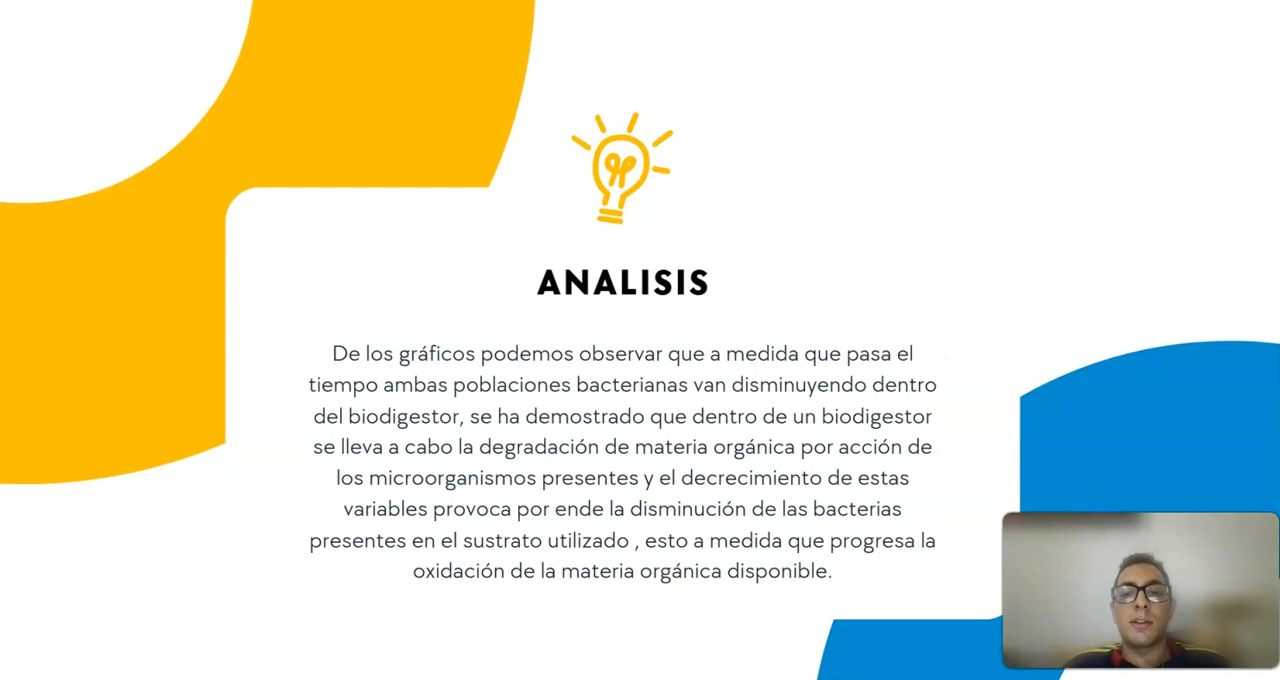 ANALISIS
De los gráficos podemos observar que a medida que pasa el
tiempo ambas poblaciones bacterianas van disminuyendo dentro
del biodigestor, se ha demostrado que dentro de un biodigestor
se lleva a cabo la degradación de materia orgánica por acción de
los microorganismos presentes y el decrecimiento de estas
variables provoca por ende la disminución de las bacterias
presentes en el sustrato utilizado , esto a medida que progresa la
oxidación de la materia orgánica disponible.